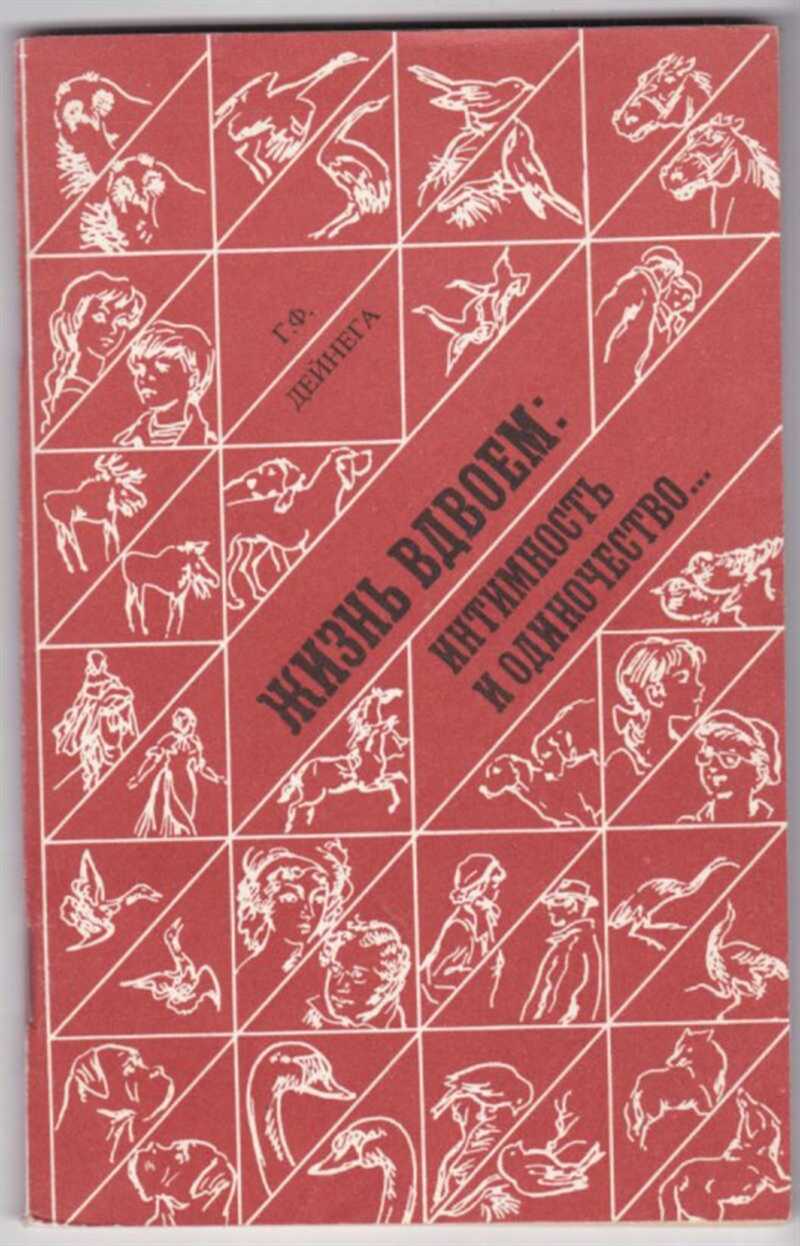 Г.Ф.
ДЕЙНЕГА
ЖИЗНЬ ВДВОЕМ:
ИНТИМНОСТЬ
И ОДИНОЧЕСТВО...